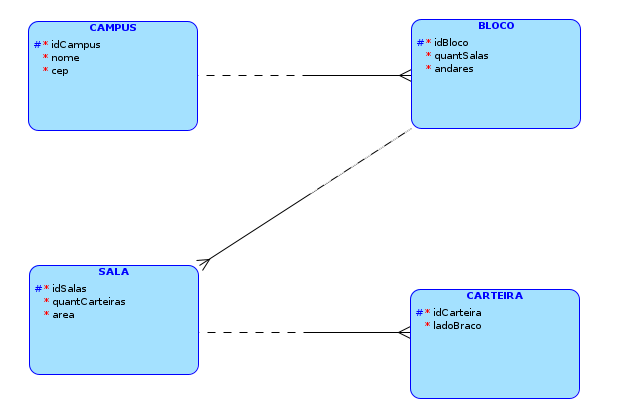 CAMPUS
#* idCampus
* nome
* cep
BLOCO
#* idBloco
* quantSalas
* andares
SALA
#* idSalas
* quantCarteiras
* area
CARTEIRA
#* idCarteira
* ladoBraco